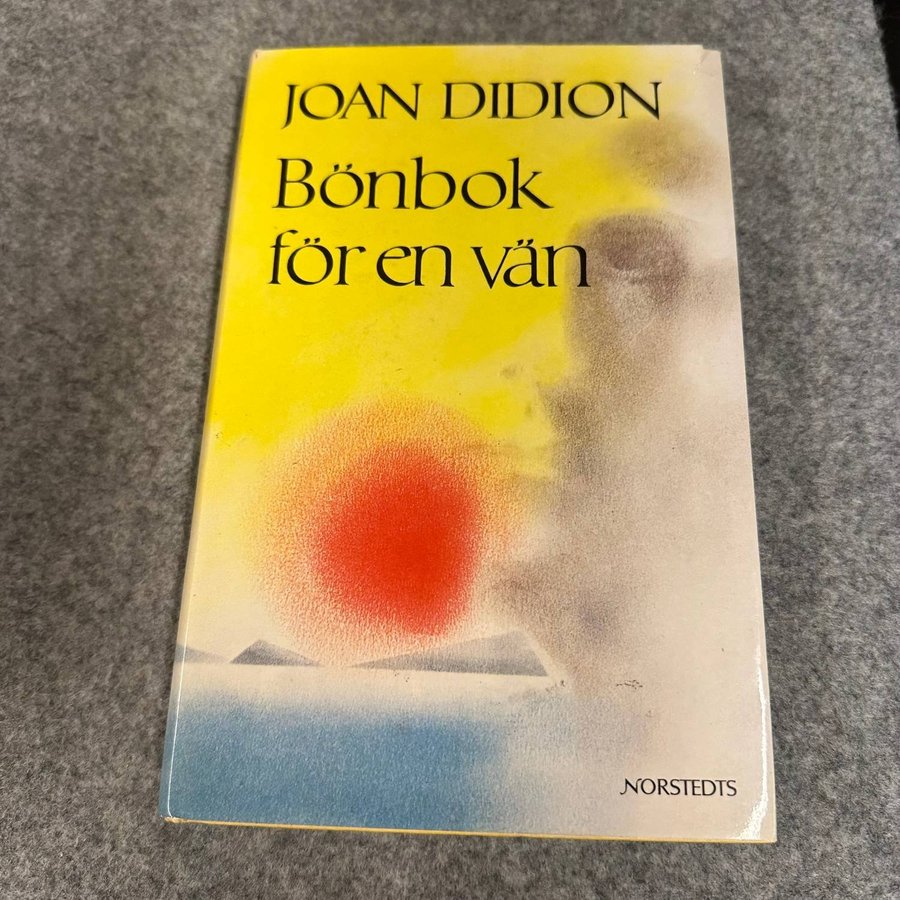 JOAN DIDION
Bönbok
för en vän
NORSTEDTS